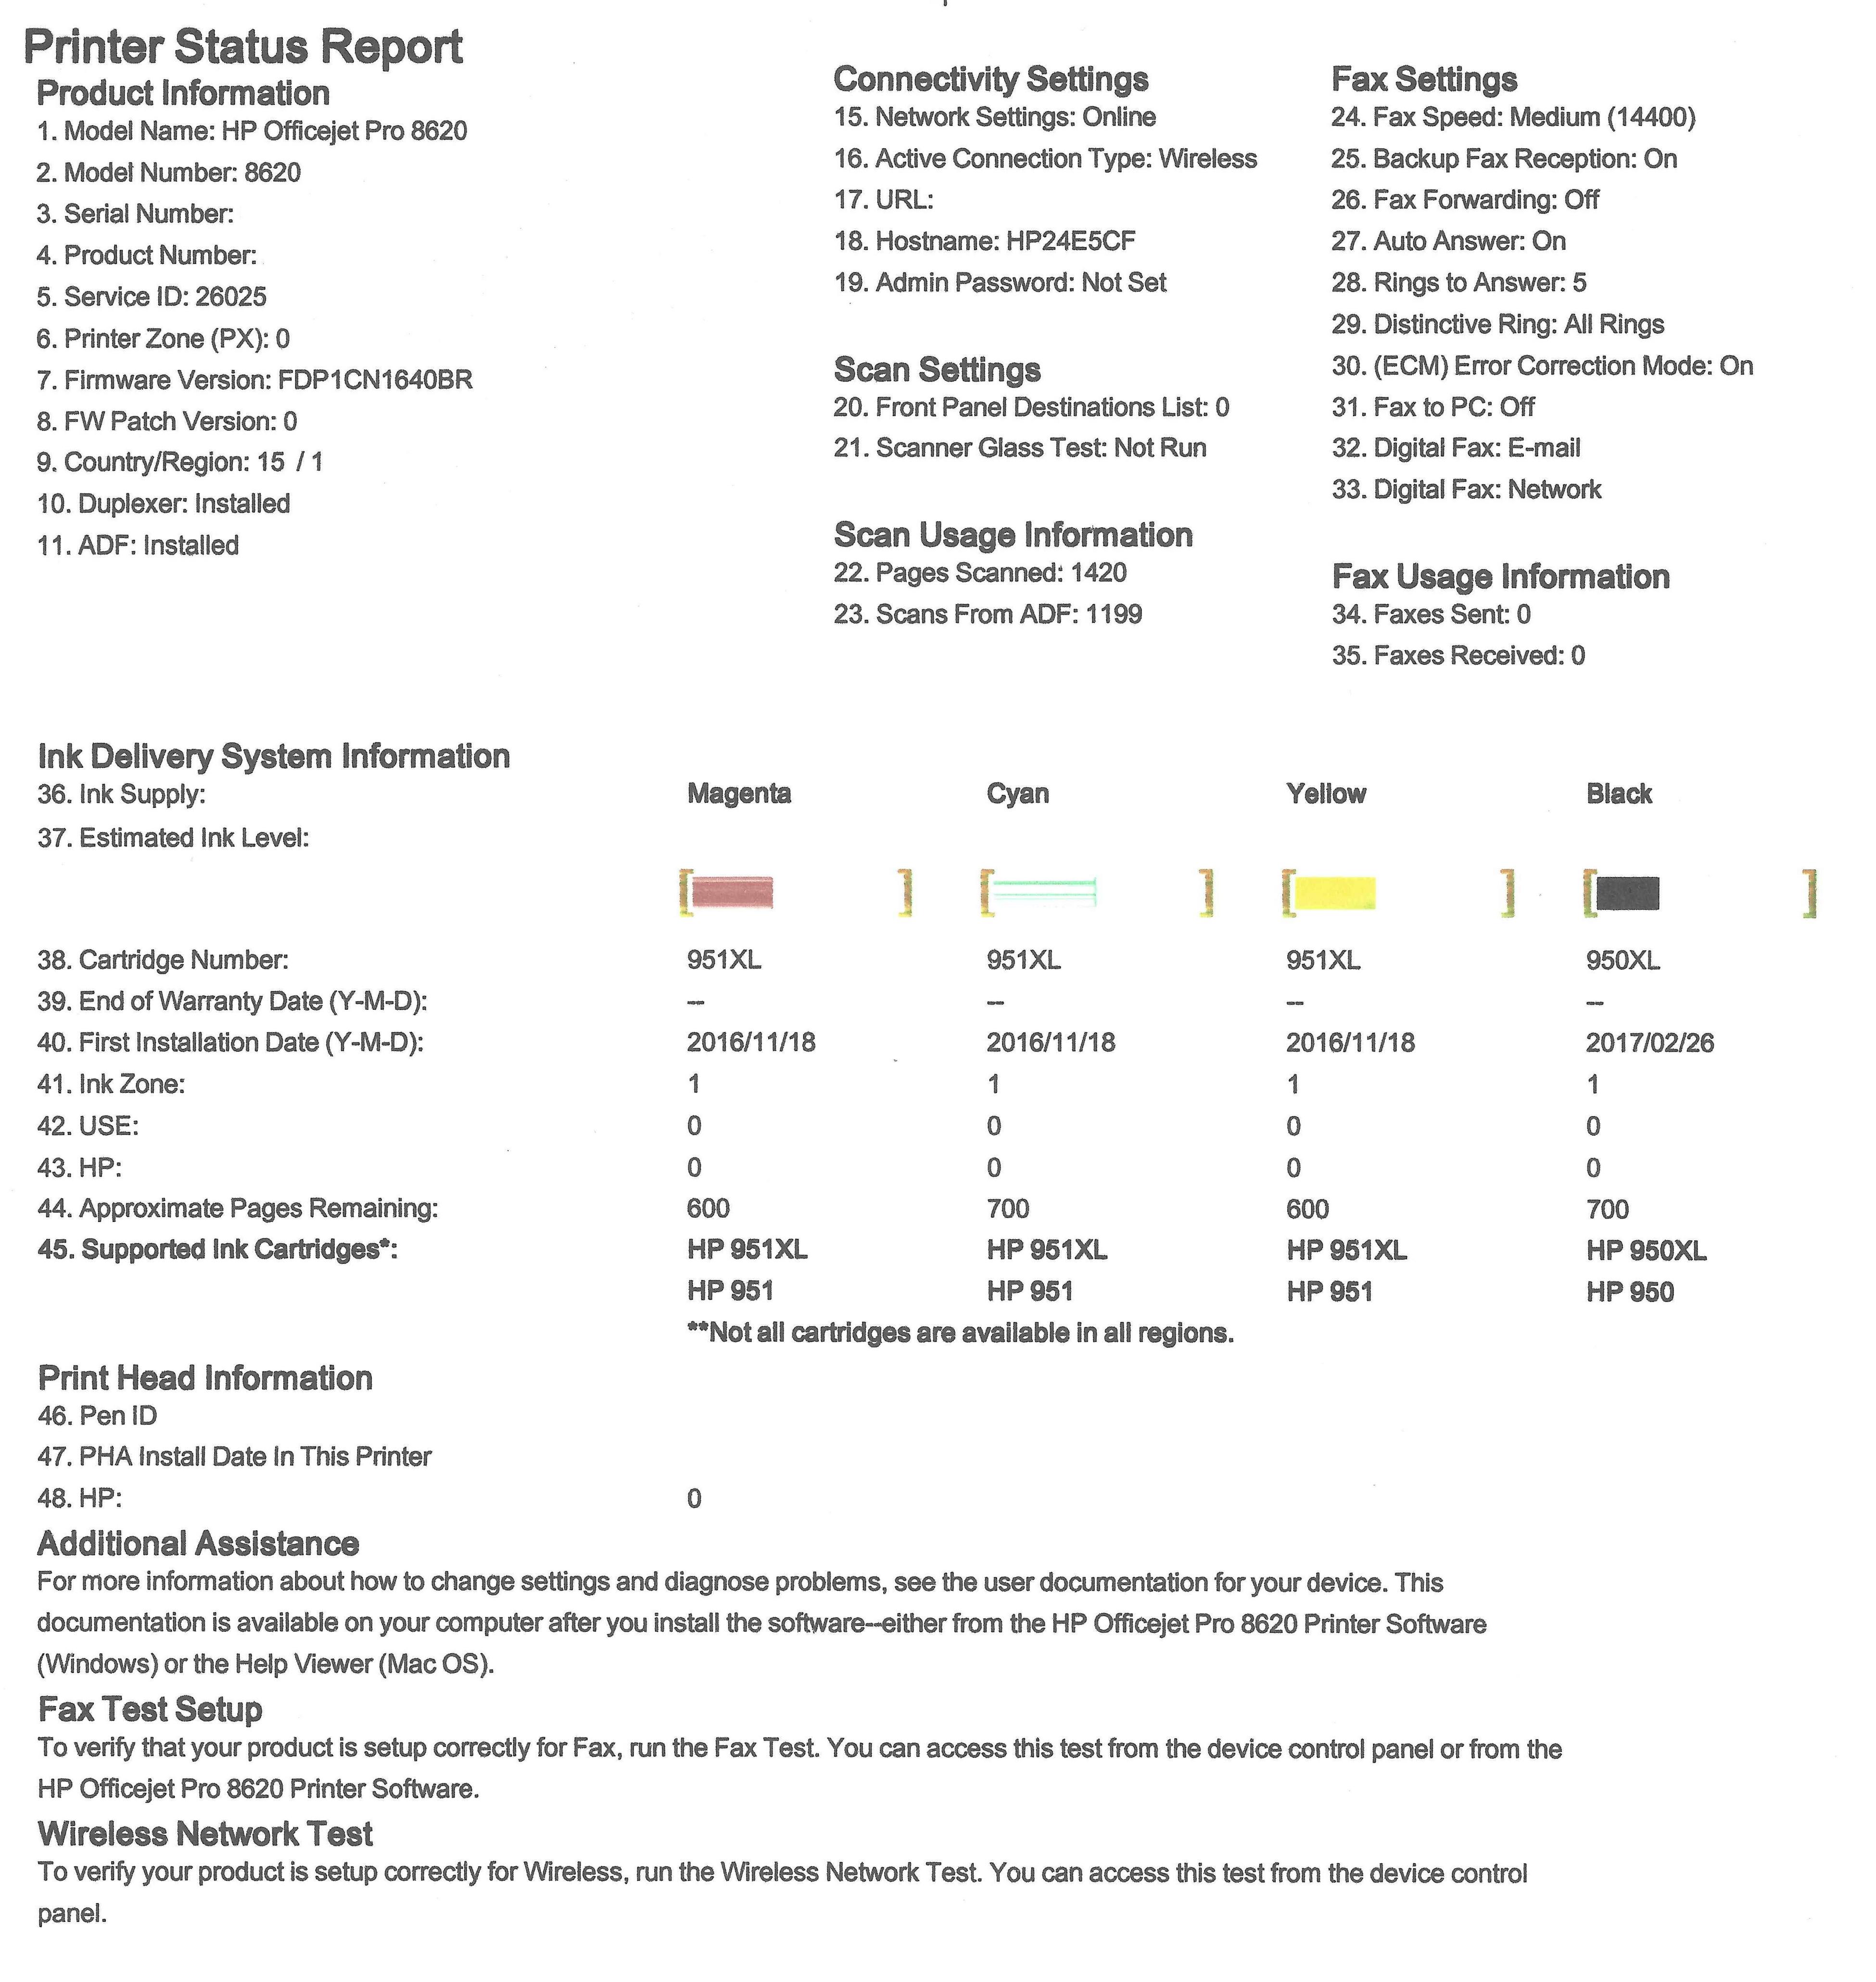 Printer Status Report
Product Information
1. Model Name: HP Officejet Pro 8620
2. Model Number: 8620
3. Serial Number:
4. Product Number:
5. Service ID: 26025
6. Printer Zone (PX): 0
7. Firmware Version: FDP1CN1640BR
8. FW Patch Version: 0
9. Country/Region: 15 / 1
10. Duplexer: Installed
11. ADF: Installed
Connectivity Settings
15. Network Settings: Online
16. Active Connection Type: Wireless
17. URL:
18. Hostname: HP24E5CF
19. Admin Password: Not Set
Scan Settings
20. Front Panel Destinations List: 0
21. Scanner Glass Test: Not Run
Scan Usage Information
22. Pages Scanned: 1420
23. Scans From ADF: 1199
Fax Settings
24. Fax Speed: Medium (14400)
25. Backup Fax Reception: On
26. Fax Forwarding: Off
27. Auto Answer: On
28. Rings to Answer: 5
29. Distinctive Ring: All Rings
30. (ECM) Error Correction Mode: On
31. Fax to PC: Off
32. Digital Fax: E-mail
33. Digital Fax: Network
Fax Usage Information
34. Faxes Sent: 0
35. Faxes Received: 0
Ink Delivery System Information
36. Ink Supply: Magenta Cyan Yellow Black
37. Estimated Ink Level:
38. Cartridge Number: 951XL 951XL 951XL 950XL
39. End of Warranty Date (Y-M-D): -- -- -- --
40. First Installation Date (Y-M-D): 2016/11/18 2016/11/18 2016/11/18 2017/02/26
41. Ink Zone: 1 1 1 1
42. USE: 0 0 0 0
43. HP: 0 0 0 0
44. Approximate Pages Remaining: 600 700 600 700
45. Supported Ink Cartridges*: HP 951XL HP 951XL HP 951XL HP 950XL
HP 951 HP 951 HP 951 HP 950
**Not all cartridges are available in all regions.
Print Head Information
46. Pen ID
47. PHA Install Date In This Printer
48. HP: 0
Additional Assistance
For more information about how to change settings and diagnose problems, see the user documentation for your device. This
documentation is available on your computer after you install the software--either from the HP Officejet Pro 8620 Printer Software
(Windows) or the Help Viewer (Mac OS).
Fax Test Setup
To verify that your product is setup correctly for Fax, run the Fax Test. You can access this test from the device control panel or from the
HP Officejet Pro 8620 Printer Software.
Wireless Network Test
To verify your product is setup correctly for Wireless, run the Wireless Network Test. You can access this test from the device control
panel.